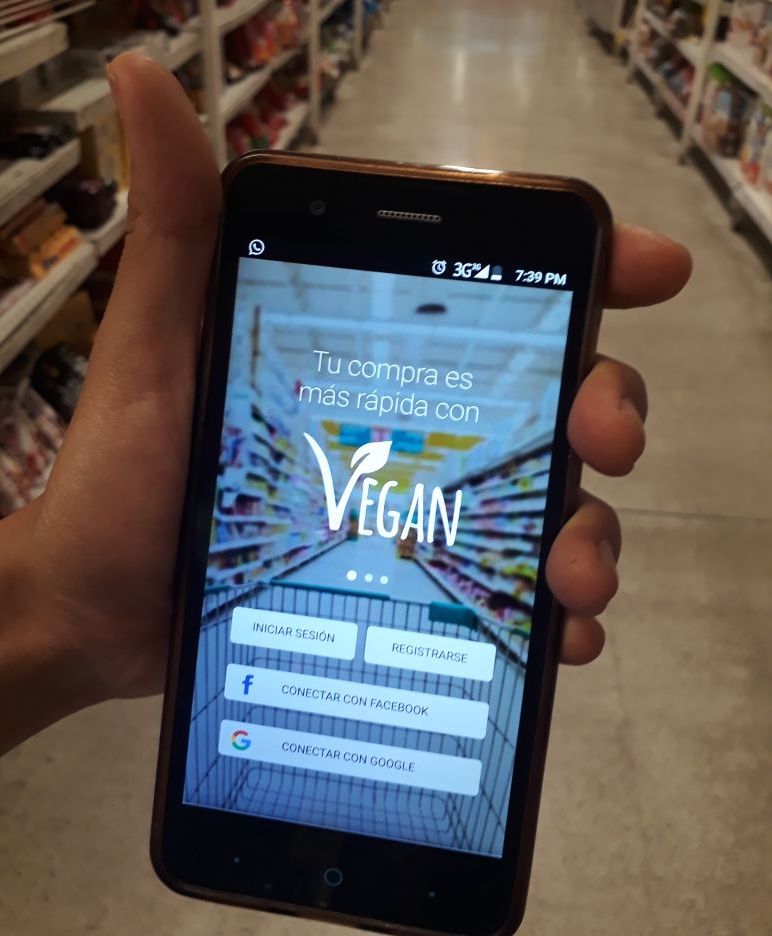 3G 3G 7:39 PM
Tu compra es
más rápida con
VEGAN
INICIAR SESIÓN
REGISTRARSE
f CONECTAR CON FACEBOOK
G CONECTAR CON GOOGLE